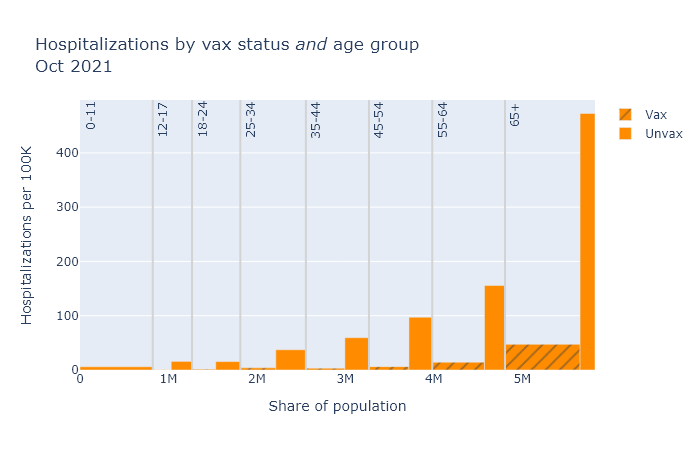 Hospitalizations by vax status and age group
Oct 2021
0-11
12-17
18-24
25-34
35-44
45-54
55-64
65+
Vax
Unvax
Hospitalizations per 100K
400
300
200
100
0
0
1M
2M
3M
4M
5M
Share of population